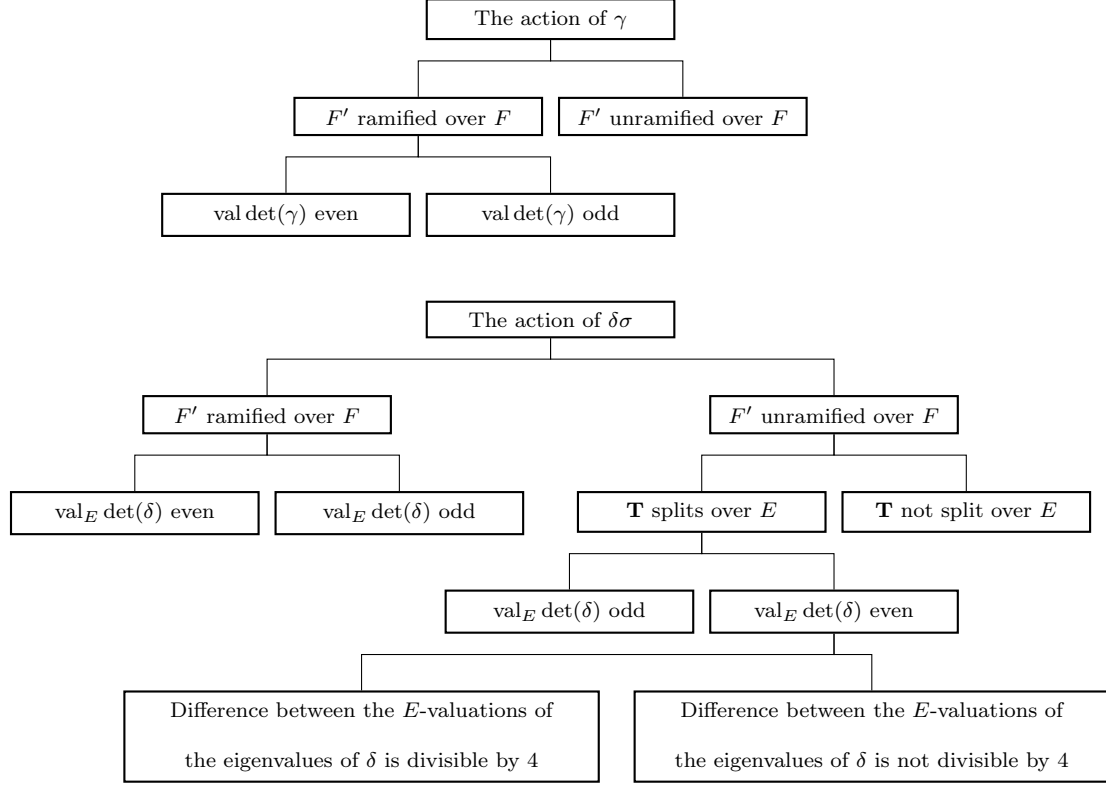 The action of γ
F′ ramified over F
F′ unramified over F
val det(γ) even
val det(γ) odd
The action of δσ
F′ ramified over F
F′ unramified over F
val_E det(δ) even
val_E det(δ) odd
T splits over E
T not split over E
val_E det(δ) odd
val_E det(δ) even
Difference between the E-valuations of
the eigenvalues of δ is divisible by 4
Difference between the E-valuations of
the eigenvalues of δ is not divisible by 4